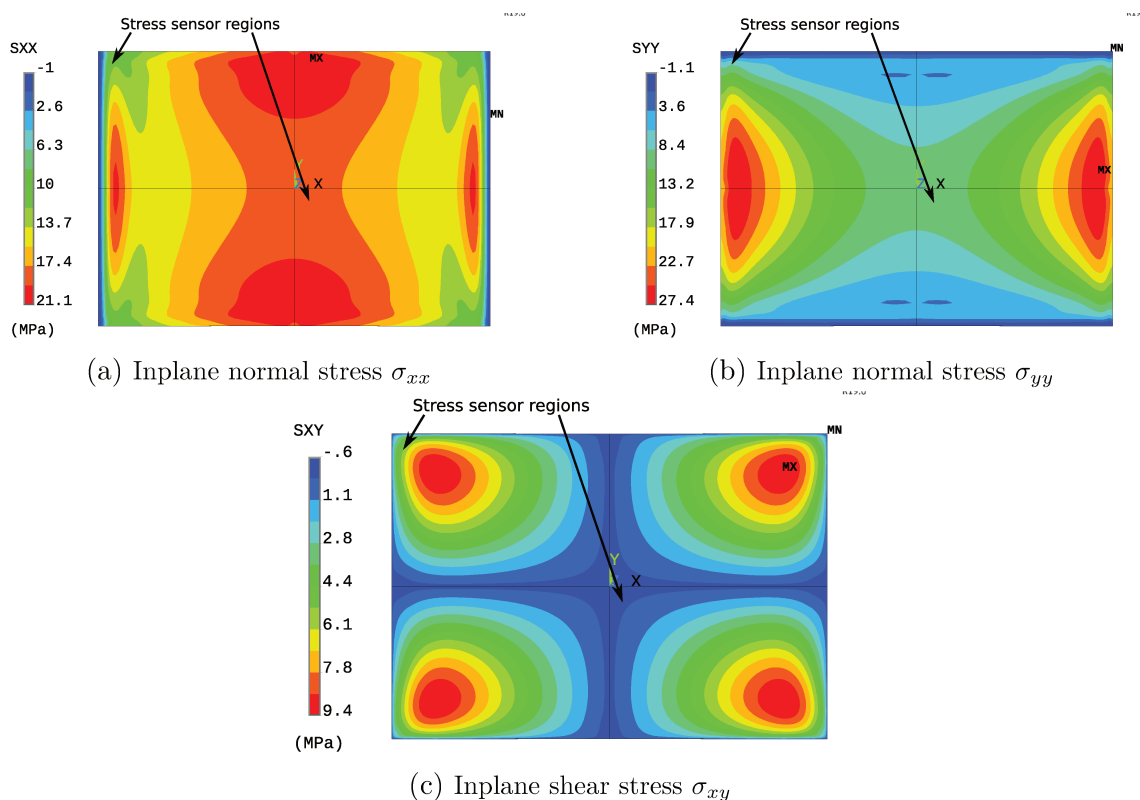 Stress sensor regions
SXX
-1
2.6
6.3
10
13.7
17.4
21.1
(MPa)
MX
MN
Y
Z X
(a) Inplane normal stress σxx
Stress sensor regions
SYY
-1.1
3.6
8.4
13.2
17.9
22.7
27.4
(MPa)
MN
MX
Z X
(b) Inplane normal stress σyy
Stress sensor regions
SXY
-.6
1.1
2.8
4.4
6.1
7.8
9.4
(MPa)
MN
MX
Y
X
(c) Inplane shear stress σxy